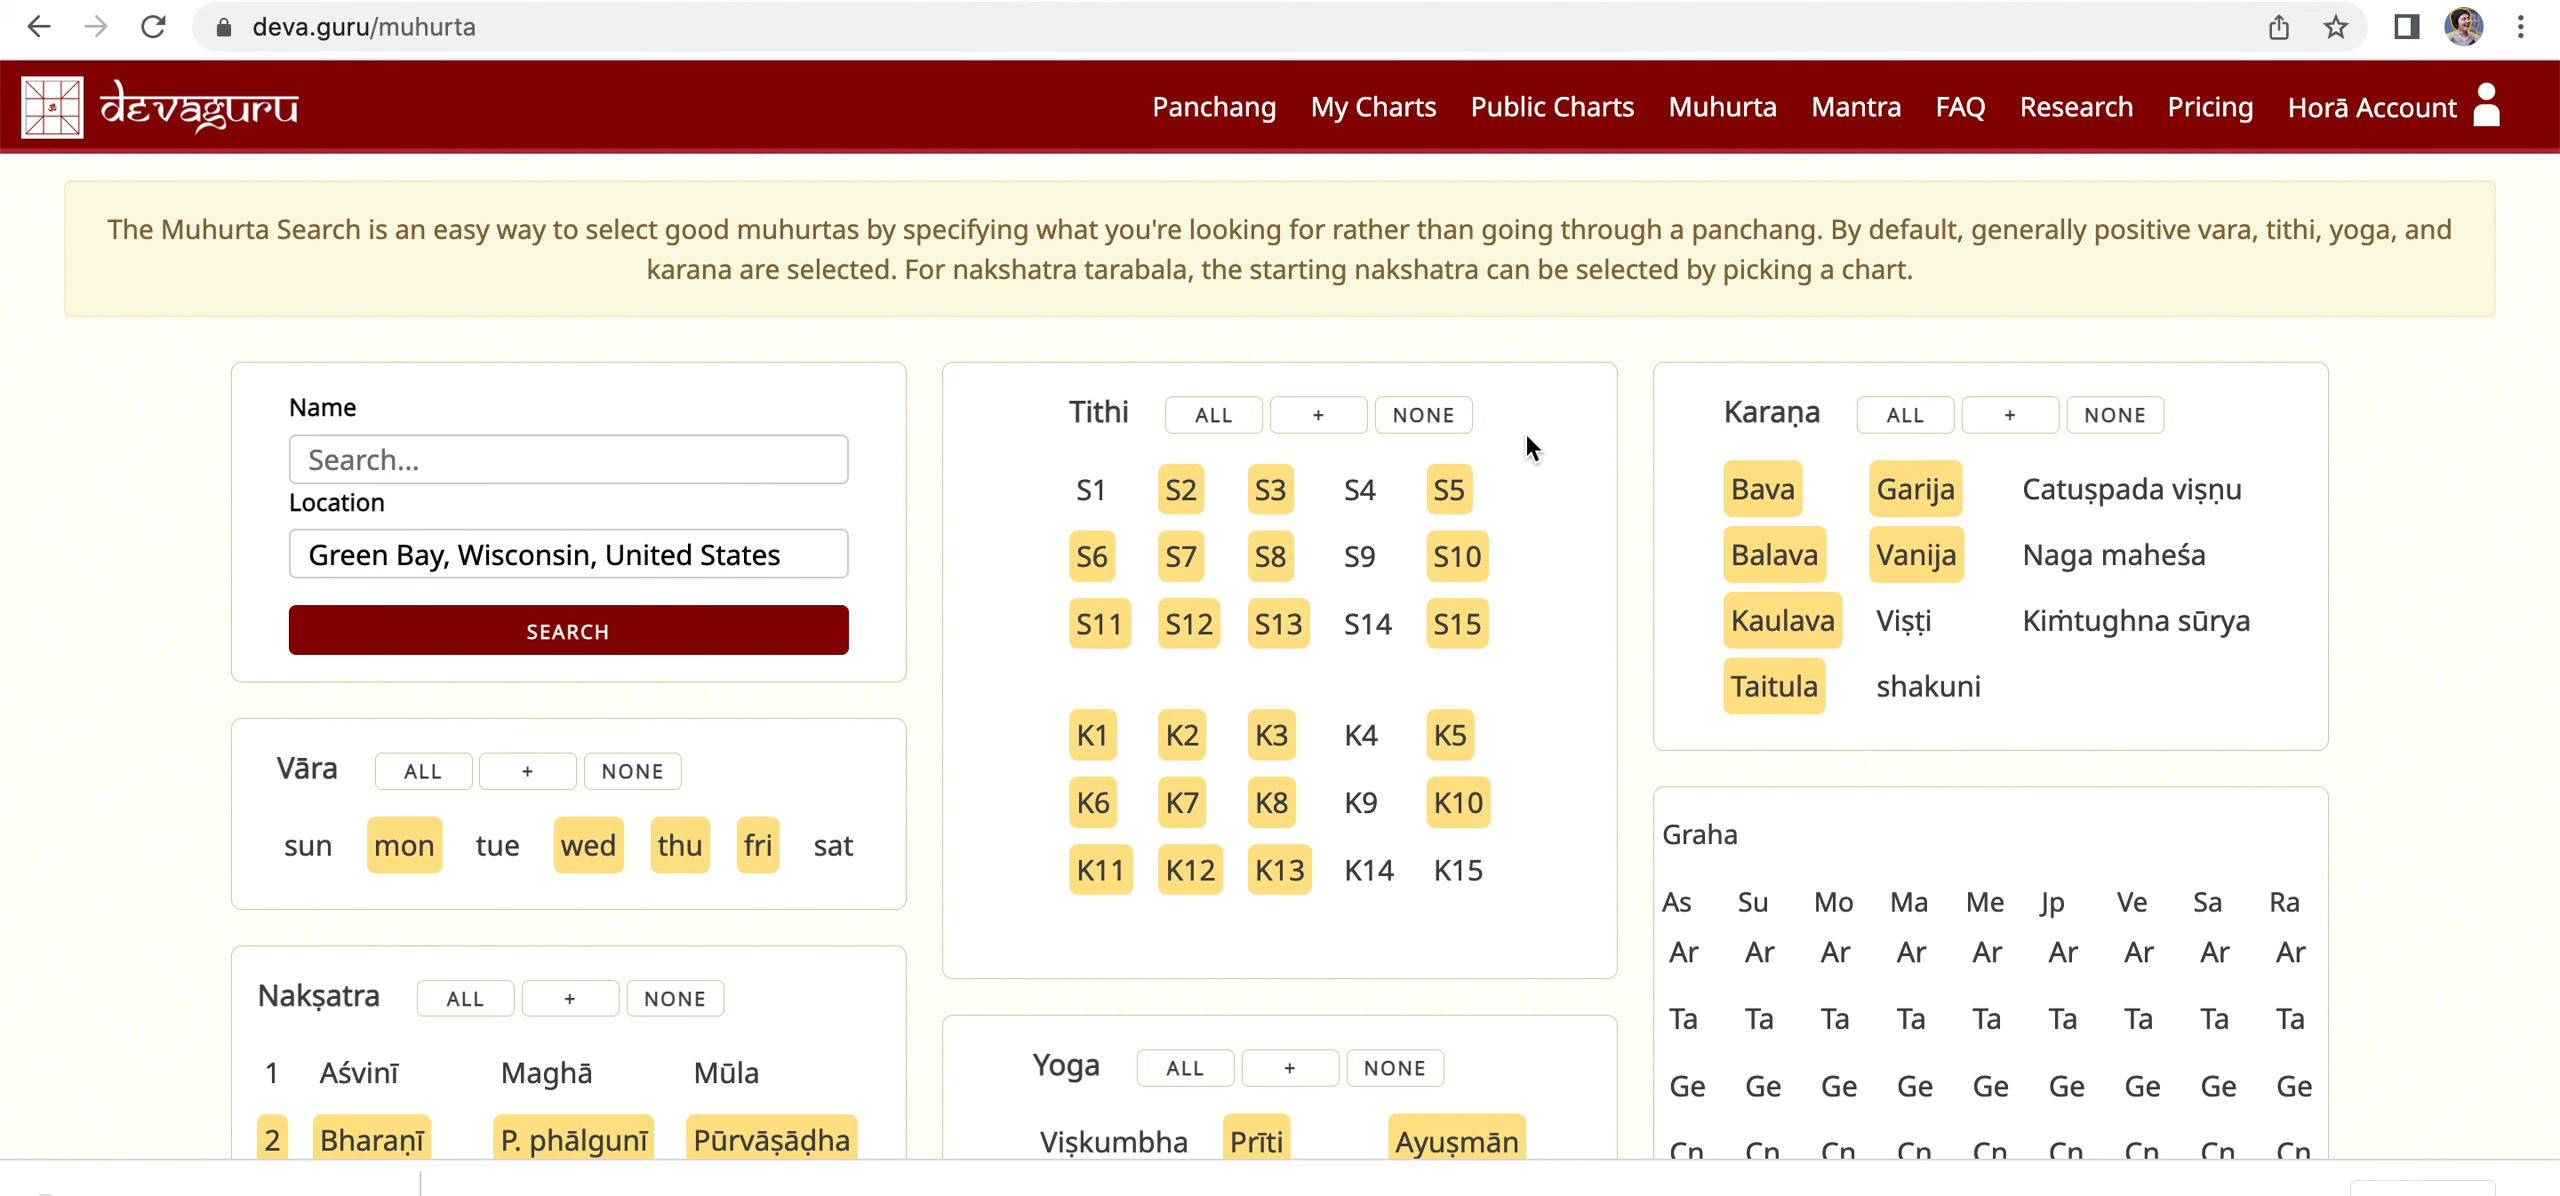 deva.guru/muhurta
devaguru
Panchang My Charts Public Charts Muhurta Mantra FAQ Research Pricing Horā Account
The Muhurta Search is an easy way to select good muhurtas by specifying what you're looking for rather than going through a panchang. By default, generally positive vara, tithi, yoga, and
karana are selected. For nakshatra tarabala, the starting nakshatra can be selected by picking a chart.
Name
Search...
Location
Green Bay, Wisconsin, United States
SEARCH
Vāra ALL + NONE
sun mon tue wed thu fri sat
Nakṣatra ALL + NONE
1 Aśvinī Maghā Mūla
2 Bharaṇī P. phālgunī Pūrvāṣāḍha
Tithi ALL + NONE
S1 S2 S3 S4 S5
S6 S7 S8 S9 S10
S11 S12 S13 S14 S15
K1 K2 K3 K4 K5
K6 K7 K8 K9 K10
K11 K12 K13 K14 K15
Yoga ALL + NONE
Viṣkumbha Prīti Ayuṣmān
Karaṇa ALL + NONE
Bava Garija Catuṣpada viṣṇu
Balava Vanija Naga maheśa
Kaulava Viṣṭi Kiṁtughna sūrya
Taitula shakuni
Graha
As Su Mo Ma Me Jp Ve Sa Ra
Ar Ar Ar Ar Ar Ar Ar Ar Ar
Ta Ta Ta Ta Ta Ta Ta Ta Ta
Ge Ge Ge Ge Ge Ge Ge Ge Ge
Cn Cn Cn Cn Cn Cn Cn Cn Cn